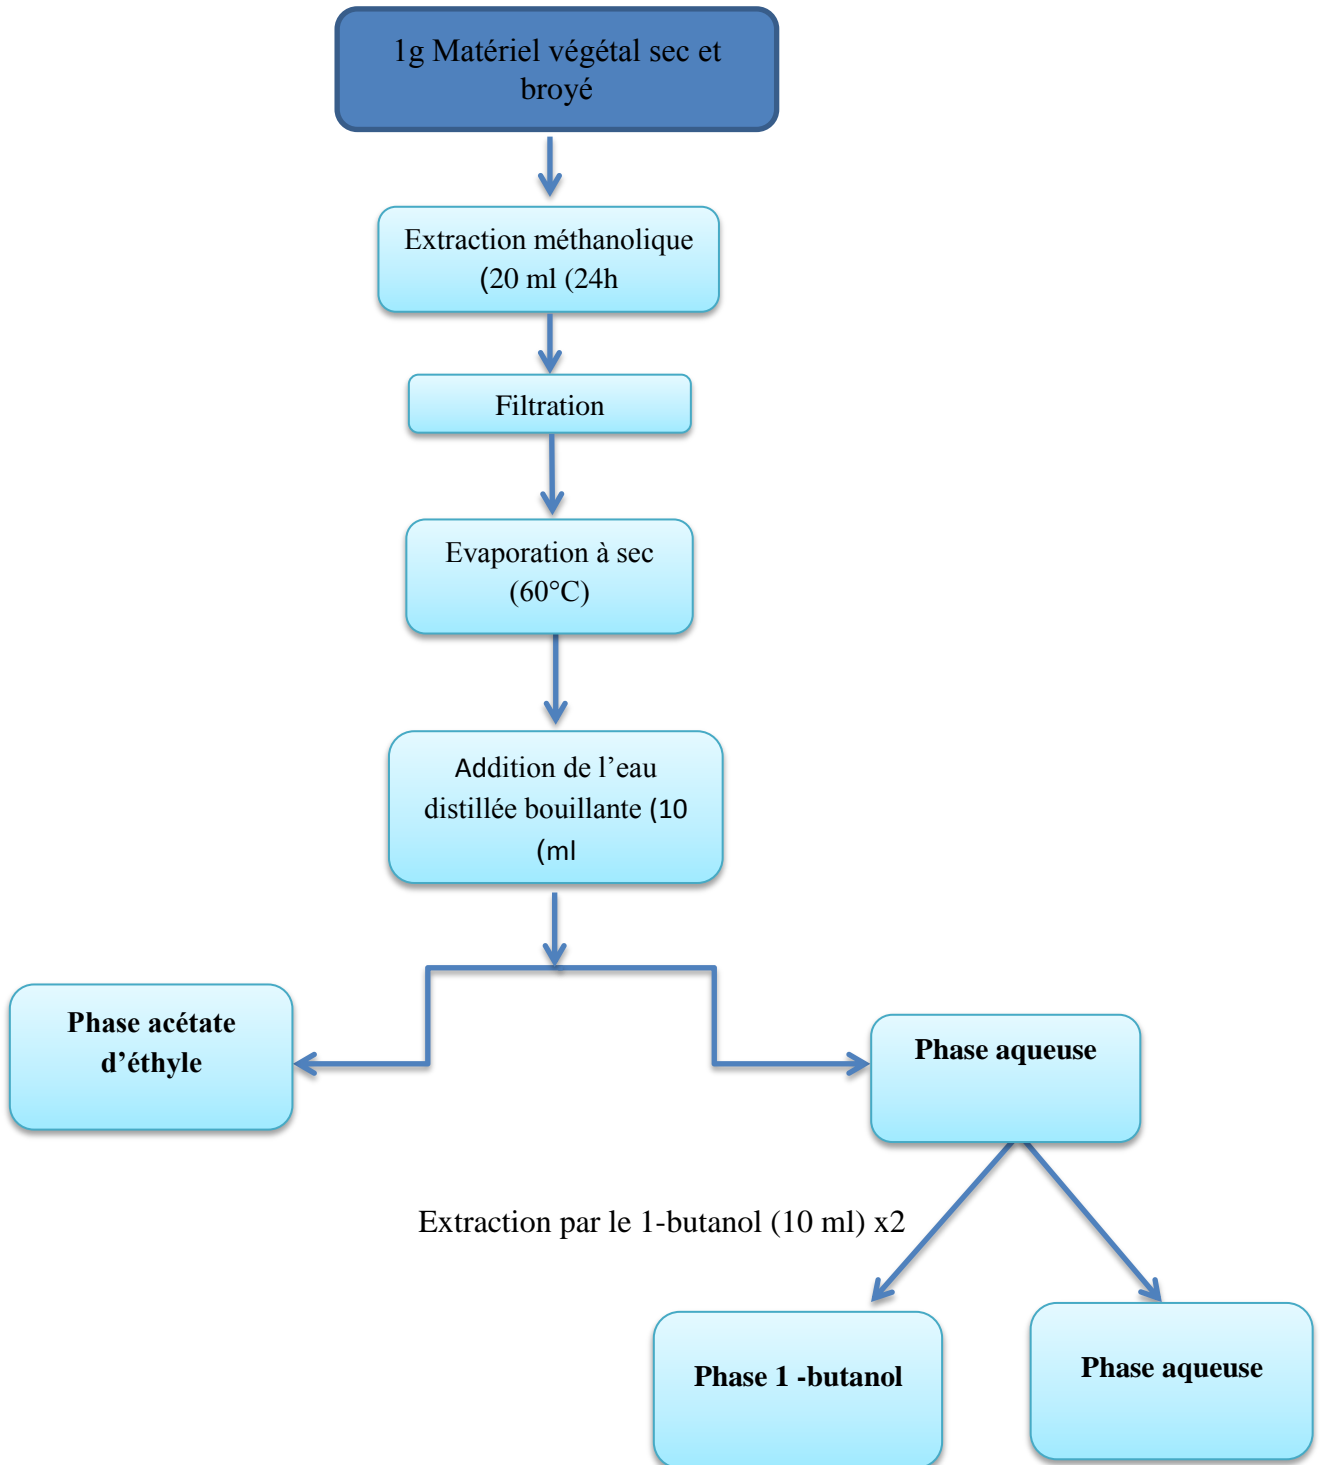 1g Matériel végétal sec et
broyé
Extraction méthanolique
(20 ml (24h
Filtration
Evaporation à sec
(60°C)
Addition de l’eau
distillée bouillante (10
(ml
Phase acétate
d’éthyle
Phase aqueuse
Extraction par le 1-butanol (10 ml) x2
Phase 1 -butanol
Phase aqueuse